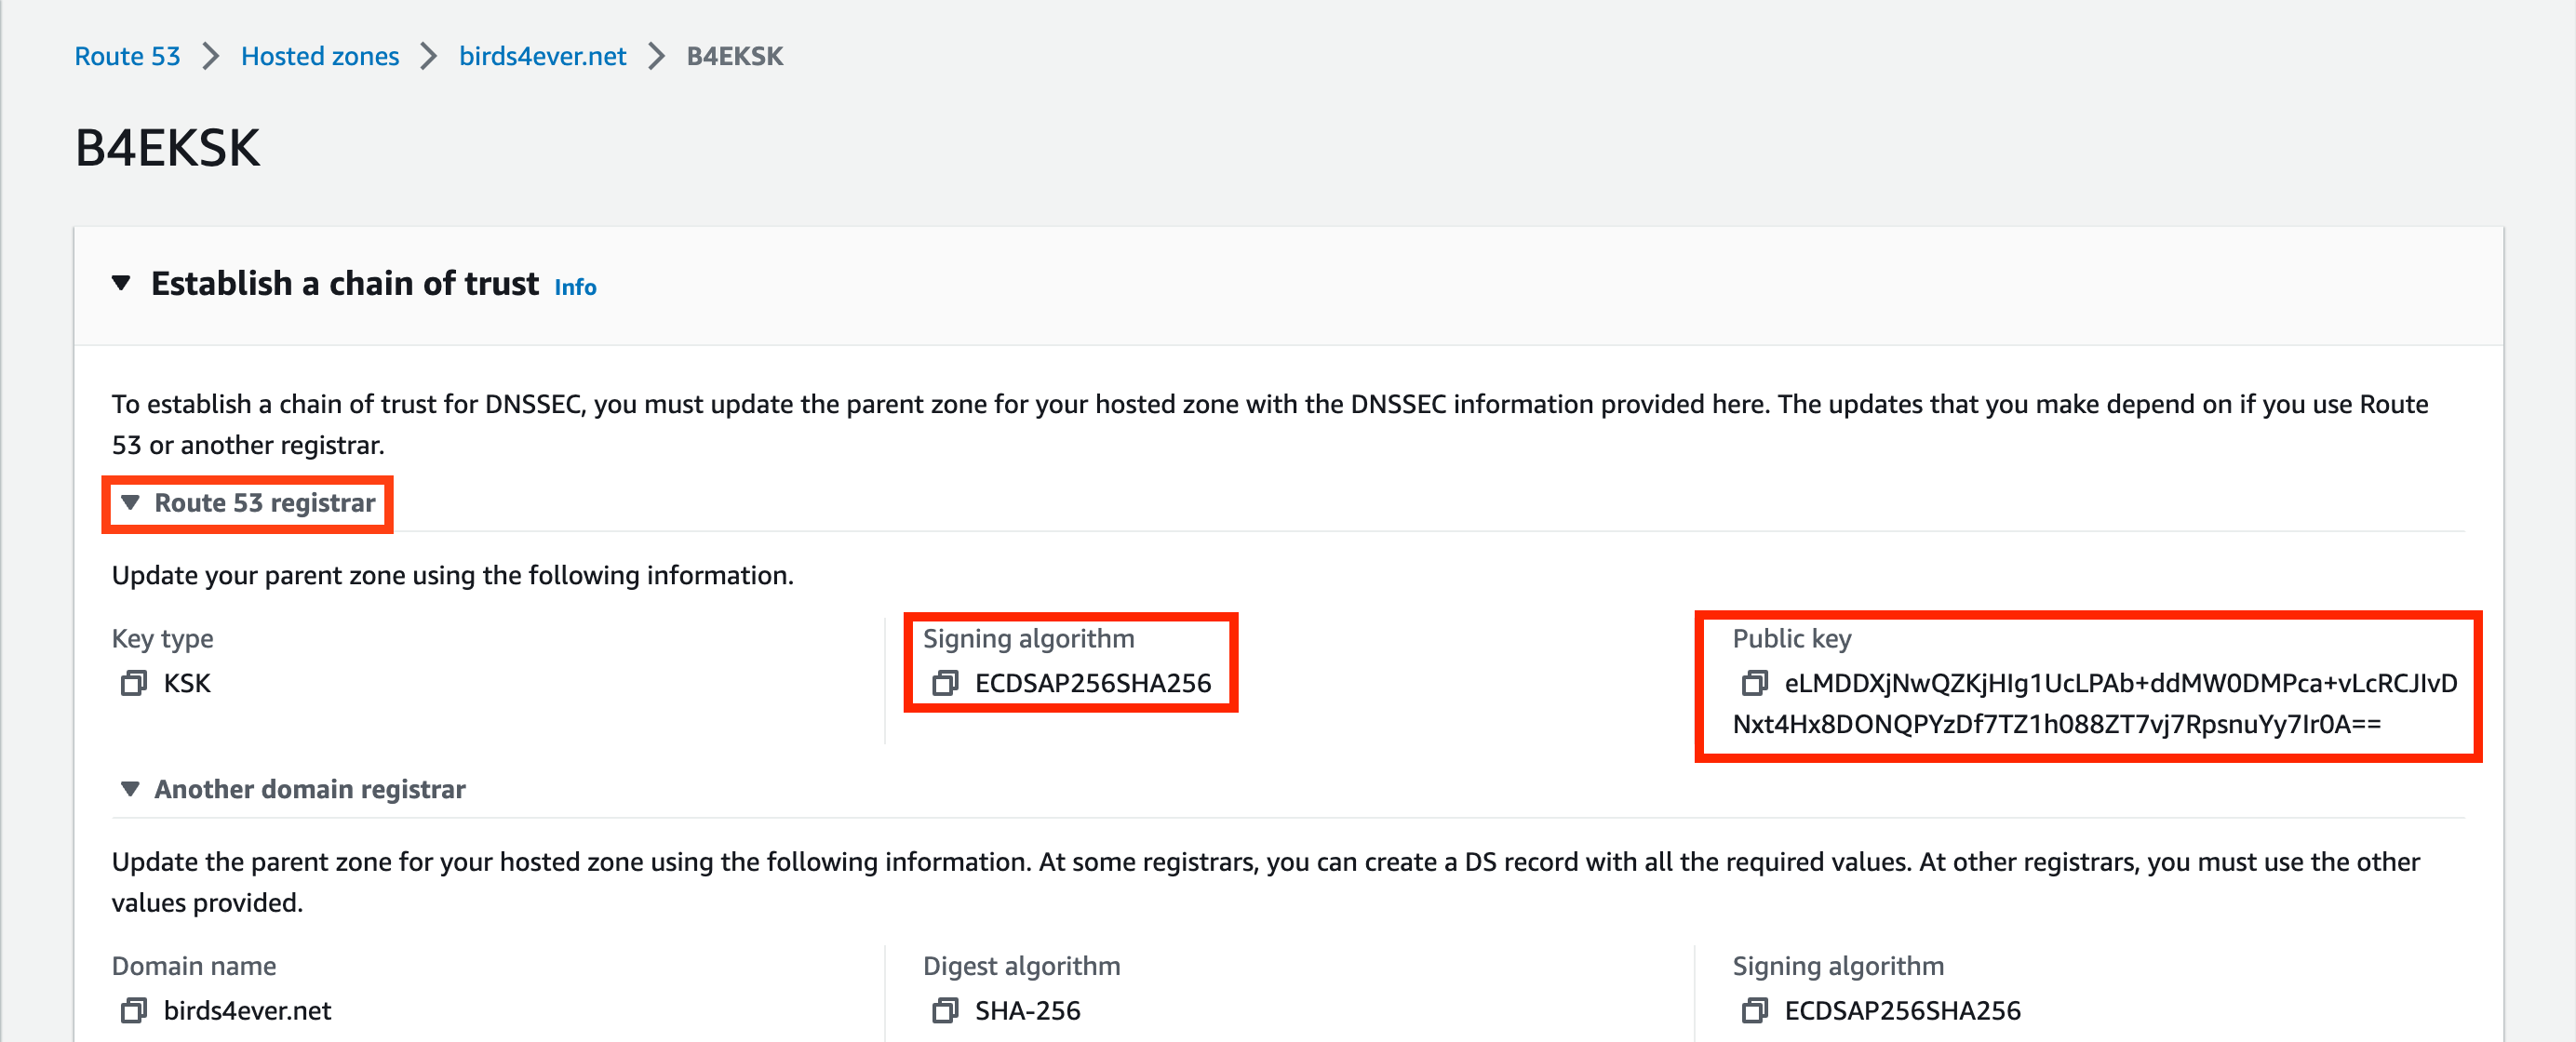 Route 53 > Hosted zones > birds4ever.net > B4EKSK
B4EKSK
Establish a chain of trust Info
To establish a chain of trust for DNSSEC, you must update the parent zone for your hosted zone with the DNSSEC information provided here. The updates that you make depend on if you use Route
53 or another registrar.
Route 53 registrar
Update your parent zone using the following information.
Key type
KSK
Signing algorithm
ECDSAP256SHA256
Public key
eLMDDXjNwQZKjHIg1UcLPAb+ddMW0DMPca+vLcRCJIvD
Nxt4Hx8DONQPYzDf7TZ1h088ZT7vj7RpsnuYy7Ir0A==
Another domain registrar
Update the parent zone for your hosted zone using the following information. At some registrars, you can create a DS record with all the required values. At other registrars, you must use the other
values provided.
Domain name
birds4ever.net
Digest algorithm
SHA-256
Signing algorithm
ECDSAP256SHA256